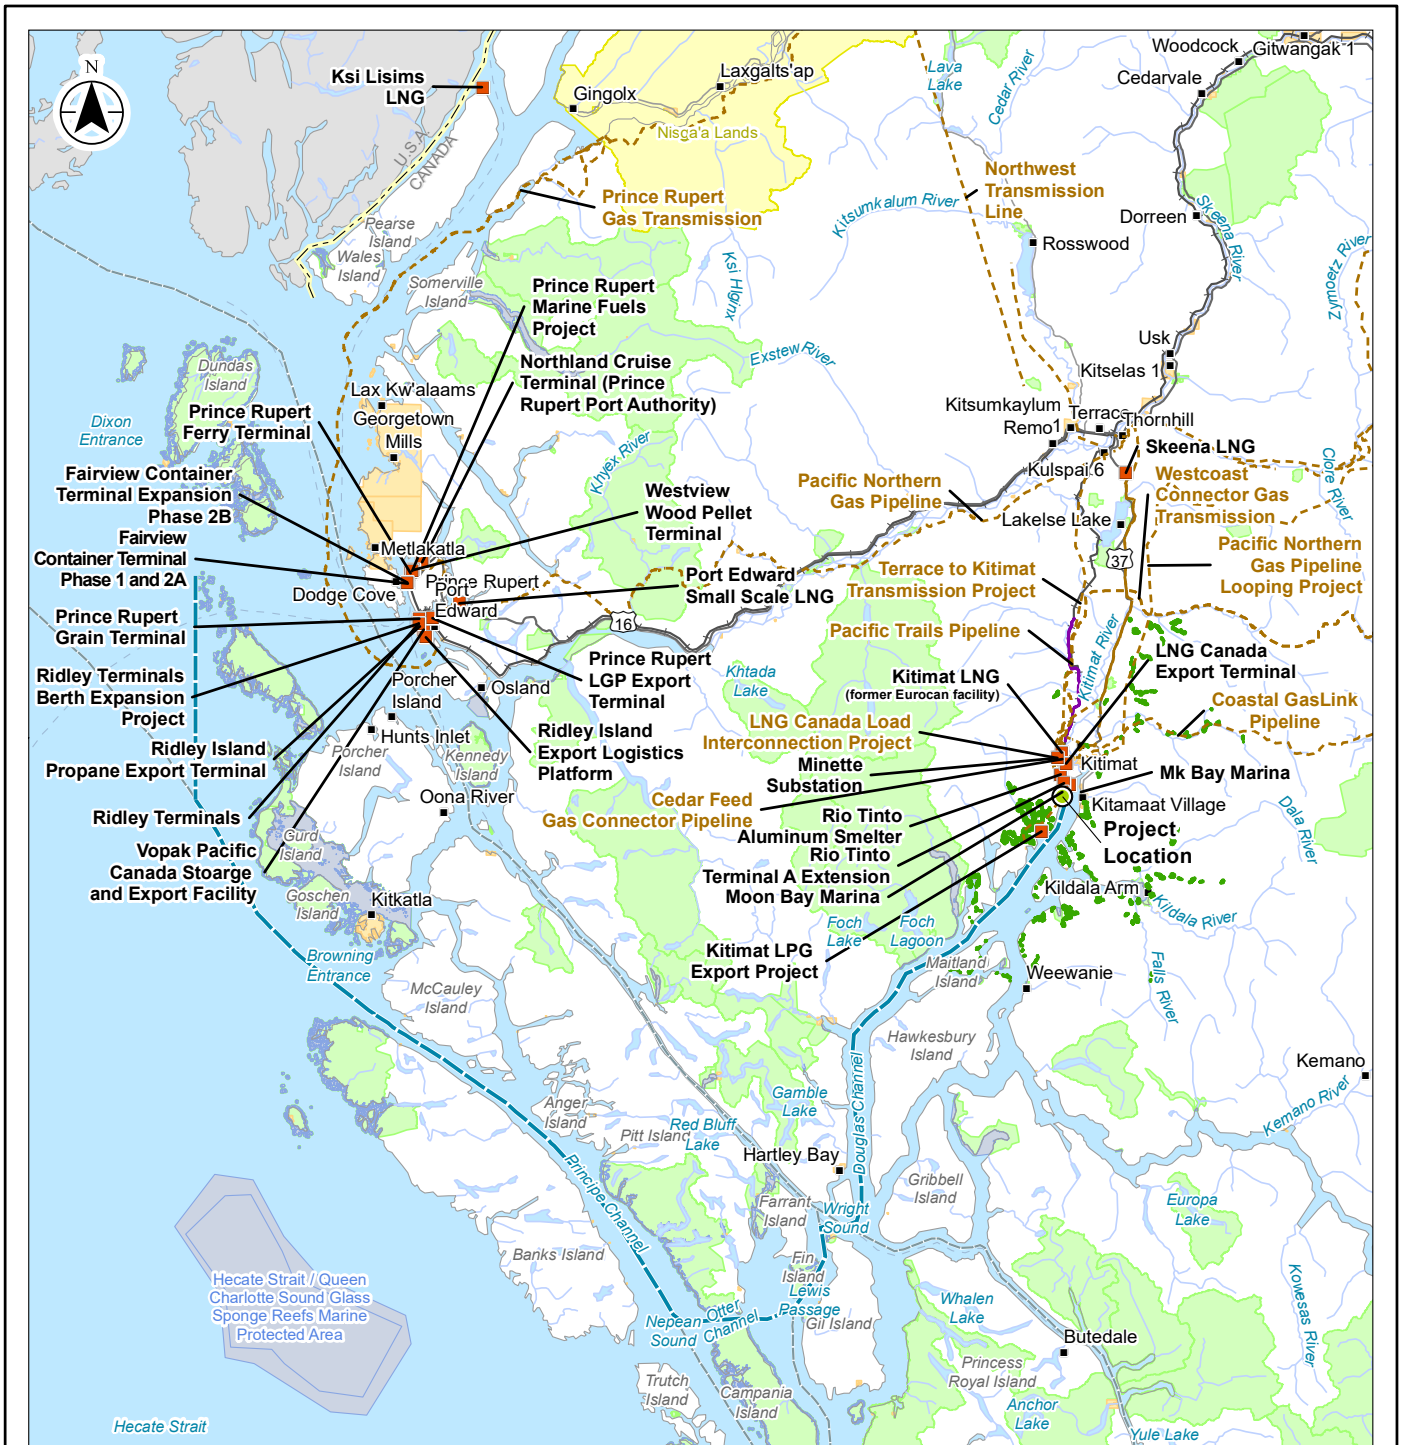 N
Ksi Lisims
LNG
U.S.A.
CANADA
Gingolx
Laxgalts'ap
Nisga'a Lands
Lava
Lake
Cedar River
Woodcock
Gitwangak 1
Cedarvale
Prince Rupert
Gas Transmission
Northwest
Transmission
Line
Kitsumkalum River
Dorreen
Skeena River
Rosswood
Zymoetz River
Pearse
Island
Wales
Island
Somerville
Island
Ksi Hlginx
Prince Rupert
Marine Fuels
Project
Exstew River
Usk
Kitselas 1
Dundas
Island
Northland Cruise
Terminal (Prince
Rupert Port Authority)
Lax Kw'alaams
Georgetown
Mills
Dixon
Entrance
Prince Rupert
Ferry Terminal
Kitsumkaylum
Remo1
Terrace
Thornhill
Kulspai 6
Skeena LNG
Khyex River
Clore River
Fairview Container
Terminal Expansion
Phase 2B
Westview
Wood Pellet
Terminal
Pacific Northern
Gas Pipeline
Westcoast
Connector Gas
Transmission
Lakelse Lake
37
Fairview
Container Terminal
Phase 1 and 2A
Metlakatla
Prince Rupert
Dodge Cove
Port
Edward
Port Edward
Small Scale LNG
Terrace to Kitimat
Transmission Project
Pacific Northern
Gas Pipeline
Looping Project
Prince Rupert
Grain Terminal
16
Pacific Trails Pipeline
Kitimat River
LNG Canada
Export Terminal
Ridley Terminals
Berth Expansion
Project
Prince Rupert
LGP Export
Terminal
Khtada
Lake
Kitimat LNG
(former Eurocan facility)
Coastal GasLink
Pipeline
Porcher
Island
Osland
Hunts Inlet
Ridley Island
Export Logistics
Platform
LNG Canada Load
Interconnection Project
Ridley Island
Propane Export Terminal
Porcher
Island
Kennedy
Island
Minette
Substation
Kitimat
Mk Bay Marina
Oona River
Cedar Feed
Gas Connector Pipeline
Kitamaat Village
Dala River
Ridley Terminals
Rio Tinto
Aluminum Smelter
Project
Location
Gurd
Island
Vopak Pacific
Canada Stoarge
and Export Facility
Rio Tinto
Terminal A Extension
Moon Bay Marina
Kildala Arm
Kildala River
Goschen
Island
Kitkatla
Foch
Lake
Foch
Lagoon
Kitimat LPG
Export Project
Browning
Entrance
Maitland
Island
Weewanie
Falls River
McCauley
Island
Hawkesbury
Island
Kemano
Kemano River
Anger
Island
Pitt Island
Red Bluff
Lake
Gamble
Lake
Douglas Channel
Hartley Bay
Principe Channel
Gribbell
Island
Farrant
Island
Wright
Sound
Europa
Lake
Banks Island
Fin
Island
Lewis
Passage
Kowesas River
Hecate Strait / Queen
Charlotte Sound Glass
Sponge Reefs Marine
Protected Area
Otter
Channel
Nepean
Sound
Gil Island
Whalen
Lake
Butedale
Princess
Royal Island
Trutch
Island
Campania
Island
Anchor
Lake
Hecate Strait
Yule Lake